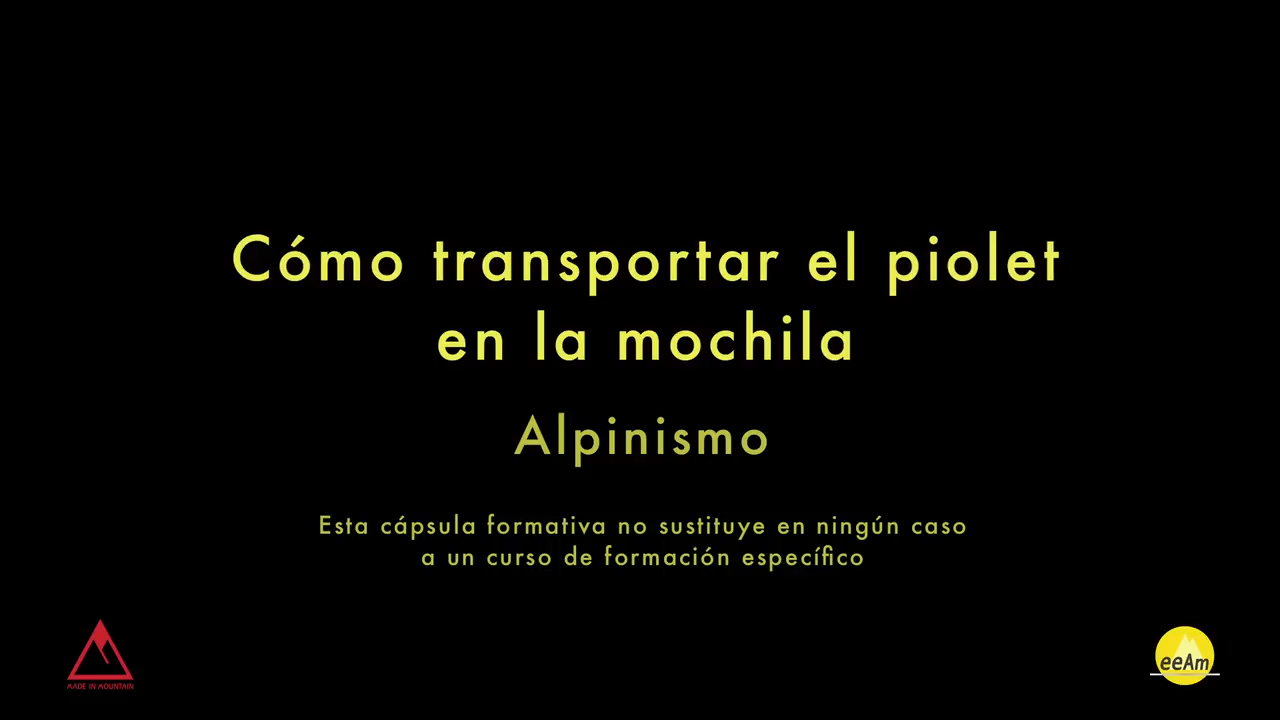 Cómo transportar el piolet
en la mochila
Alpinismo
Esta cápsula formativa no sustituye en ningún caso
a un curso de formación específico
MADE IN MOUNTAIN
eeAm